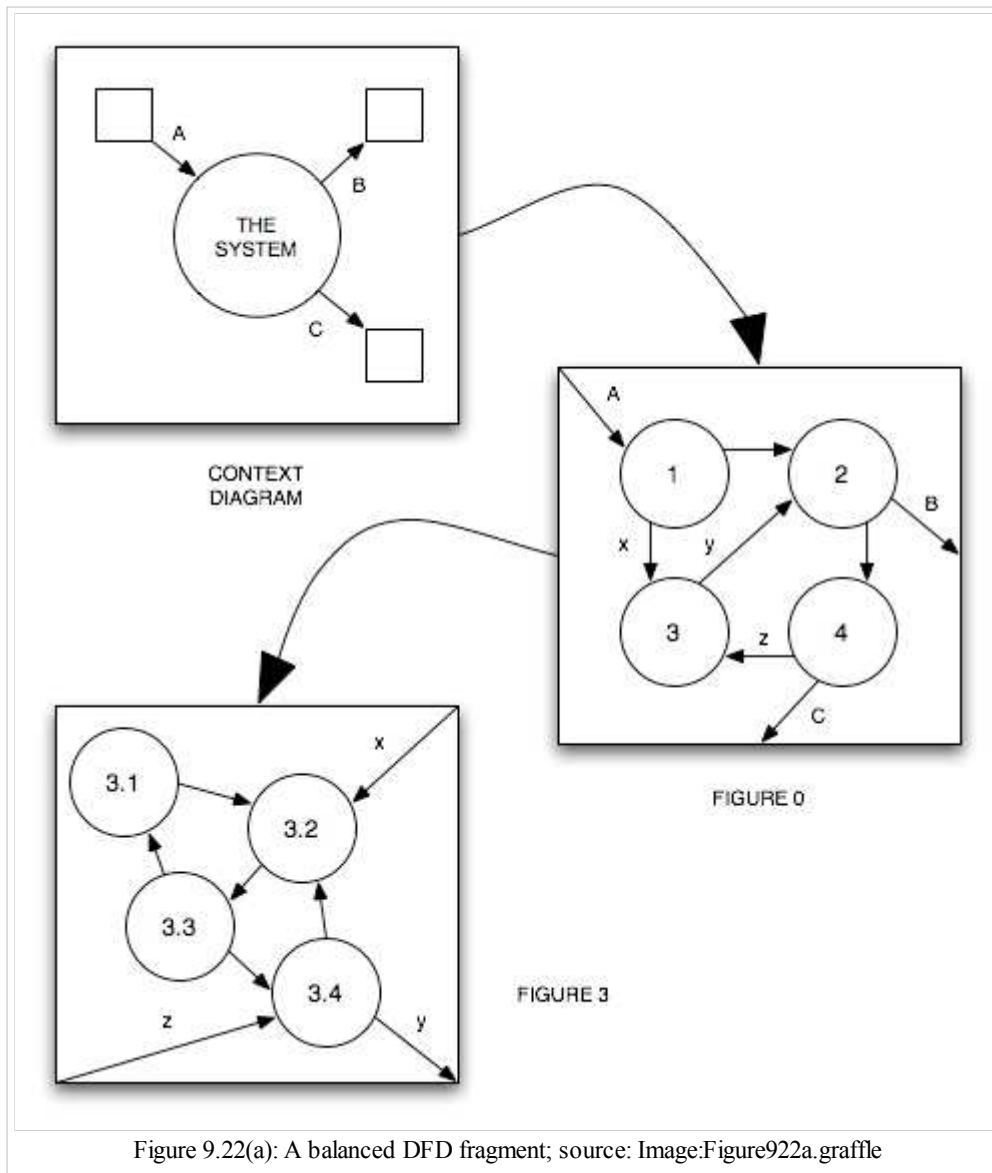 A
B
THE
SYSTEM
C
CONTEXT
DIAGRAM
A
1
2
B
x
y
3
z
4
C
FIGURE 0
x
3.1
3.2
3.3
3.4
FIGURE 3
z
y
Figure 9.22(a): A balanced DFD fragment; source: Image:Figure922a.graffle